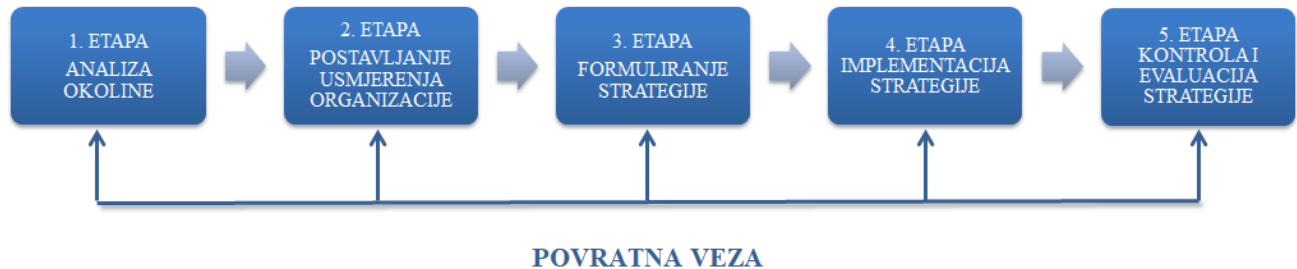 1. ETAPA
ANALIZA
OKOLINE
2. ETAPA
POSTAVLJANJE
USMJERENJA
ORGANIZACIJE
3. ETAPA
FORMULIRANJE
STRATEGIJE
4. ETAPA
IMPLEMENTACIJA
STRATEGIJE
5. ETAPA
KONTROLA I
EVALUACIJA
STRATEGIJE
POVRATNA VEZA